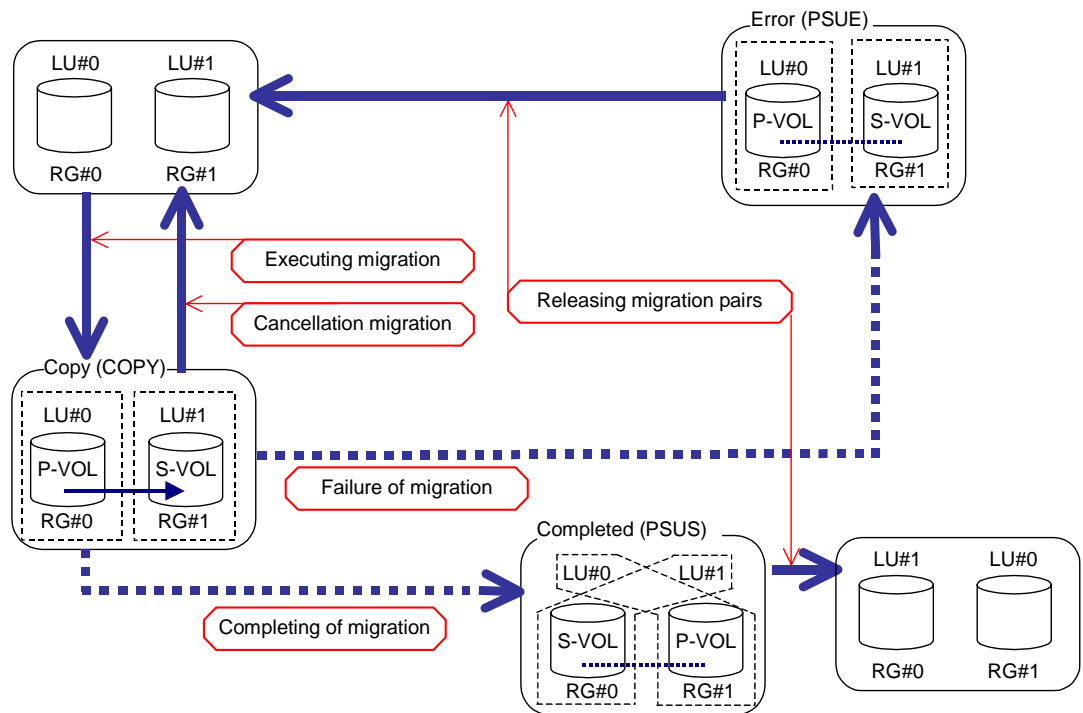 Error (PSUE)
LU#0 LU#1
RG#0 RG#1
LU#0 LU#1
P-VOL S-VOL
RG#0 RG#1
Executing migration
Cancellation migration
Releasing migration pairs
Copy (COPY)
LU#0 LU#1
P-VOL S-VOL
RG#0 RG#1
Failure of migration
Completing of migration
Completed (PSUS)
LU#0 LU#1
S-VOL P-VOL
RG#0 RG#1
LU#1 LU#0
RG#0 RG#1